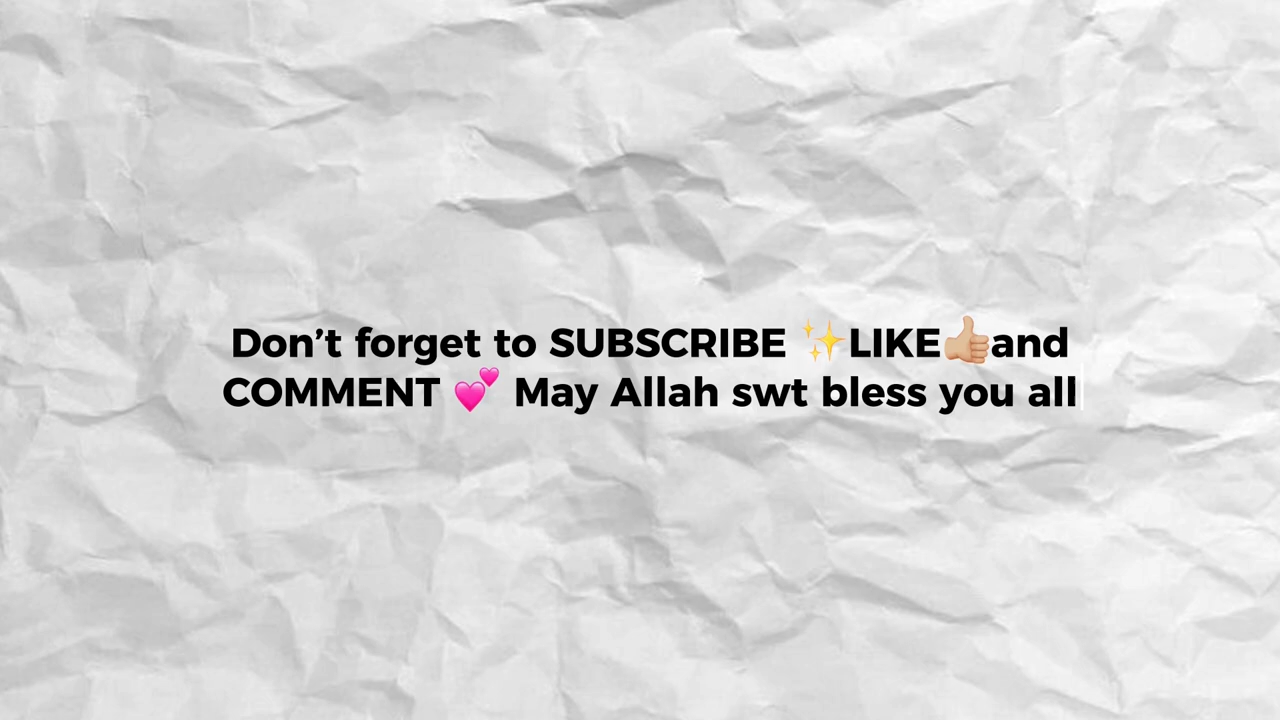 Don’t forget to SUBSCRIBE ✨LIKE👍🏼and
COMMENT 💕 May Allah swt bless you all